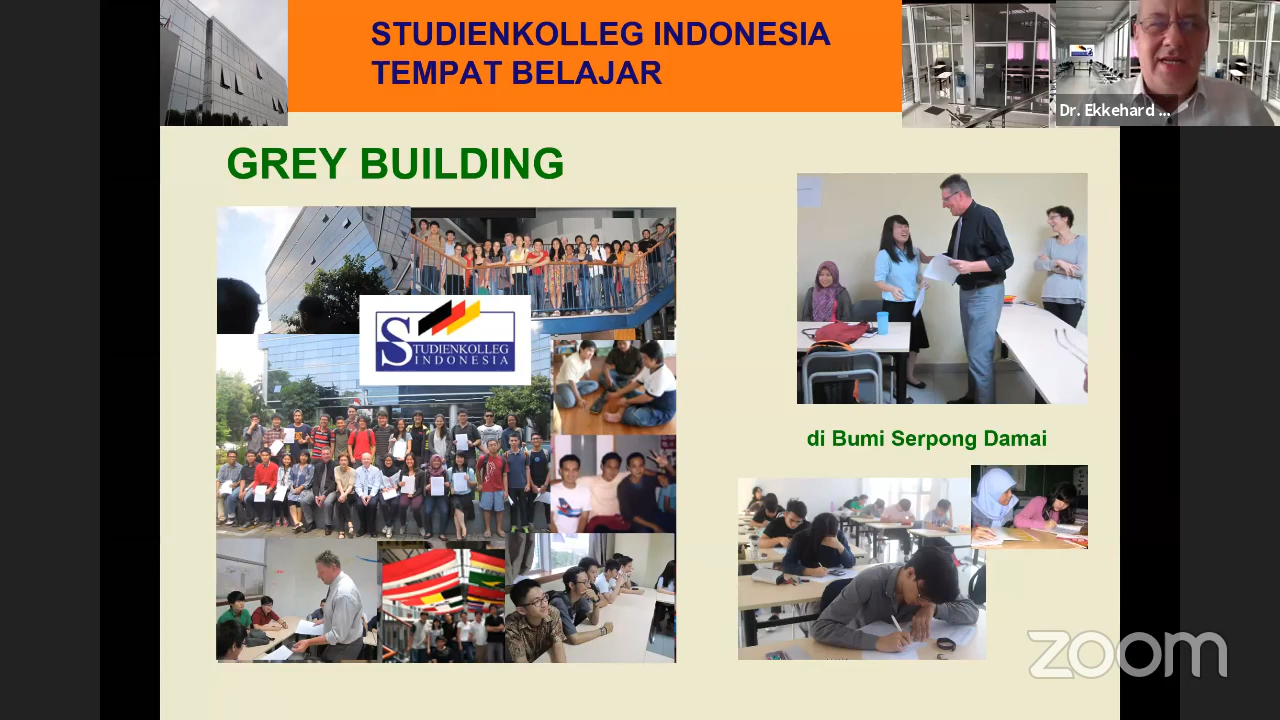 STUDIENKOLLEG INDONESIA
TEMPAT BELAJAR
Dr. Ekkehard ...
GREY BUILDING
STUDIENKOLLEG
INDONESIA
di Bumi Serpong Damai
zoom